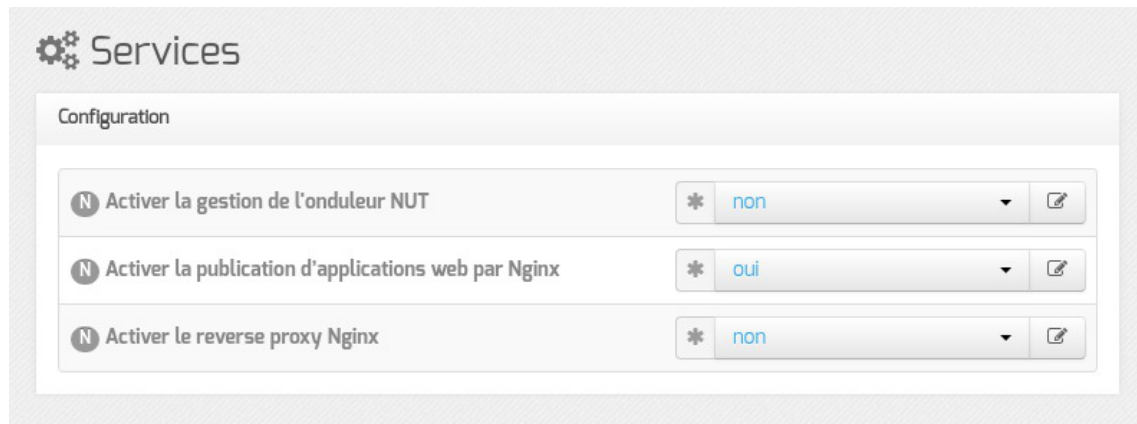 Services
Configuration
N Activer la gestion de l'onduleur NUT * non
N Activer la publication d'applications web par Nginx * oui
N Activer le reverse proxy Nginx * non